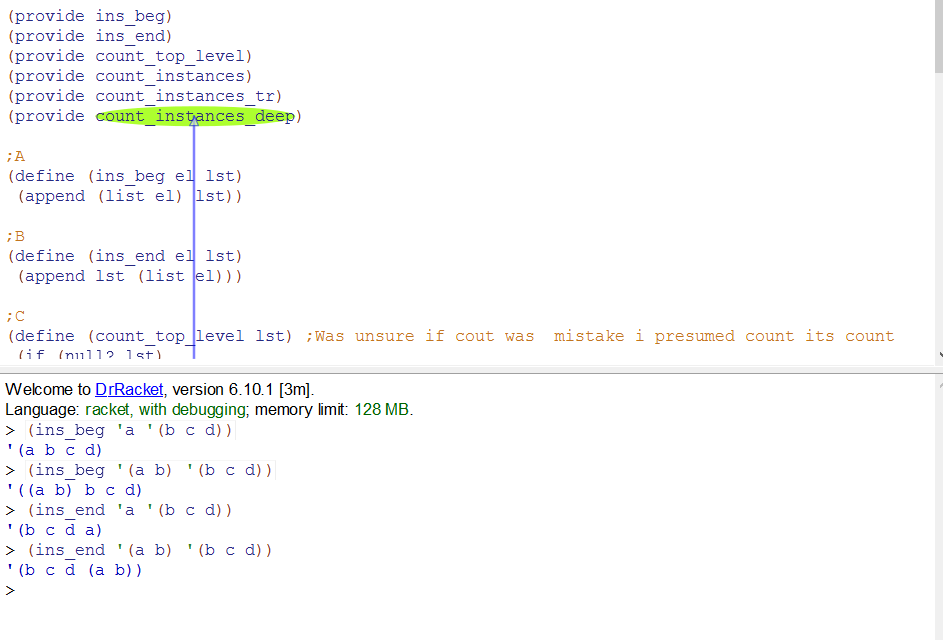 (provide ins_beg)
(provide ins_end)
(provide count_top_level)
(provide count_instances)
(provide count_instances_tr)
(provide count_instances_deep)
;A
(define (ins_beg el lst)
(append (list el) lst))
;B
(define (ins_end el lst)
(append lst (list el)))
;C
(define (count_top_level lst) ;Was unsure if cout was  mistake i presumed count its count
(if (null? lst)
Welcome to DrRacket, version 6.10.1 [3m].
Language: racket, with debugging; memory limit: 128 MB.
> (ins_beg 'a '(b c d))
'(a b c d)
> (ins_beg '(a b) '(b c d))
'((a b) b c d)
> (ins_end 'a '(b c d))
'(b c d a)
> (ins_end '(a b) '(b c d))
'(b c d (a b))
>